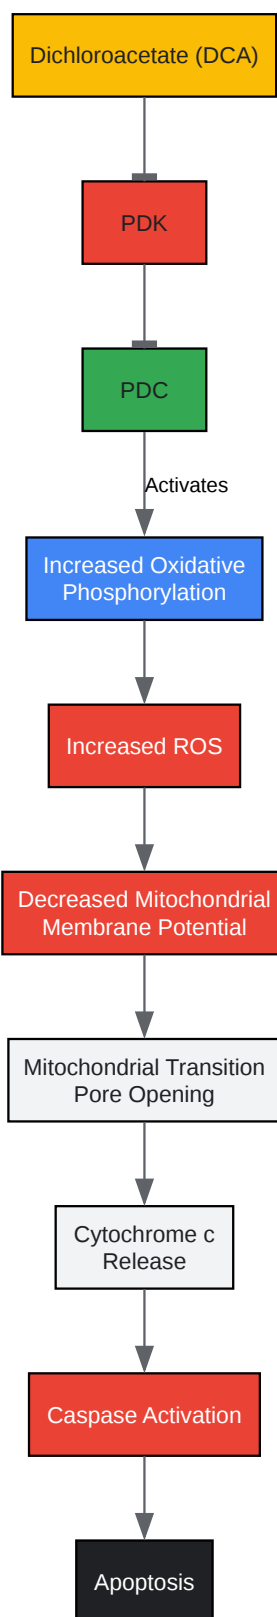 Dichloroacetate (DCA)
PDK
PDC
Activates
Increased Oxidative
Phosphorylation
Increased ROS
Decreased Mitochondrial
Membrane Potential
Mitochondrial Transition
Pore Opening
Cytochrome c
Release
Caspase Activation
Apoptosis